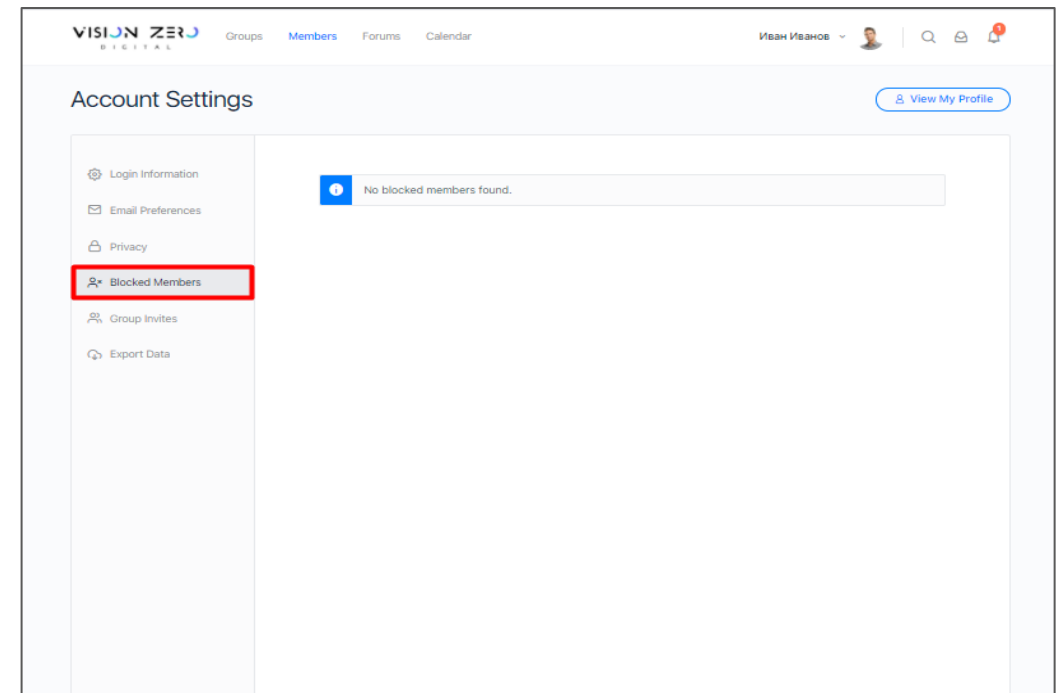 VISION ZERO
DIGITAL
Groups Members Forums Calendar
Иван Иванов
1
Account Settings
View My Profile
Login Information
Email Preferences
Privacy
Blocked Members
Group Invites
Export Data
No blocked members found.